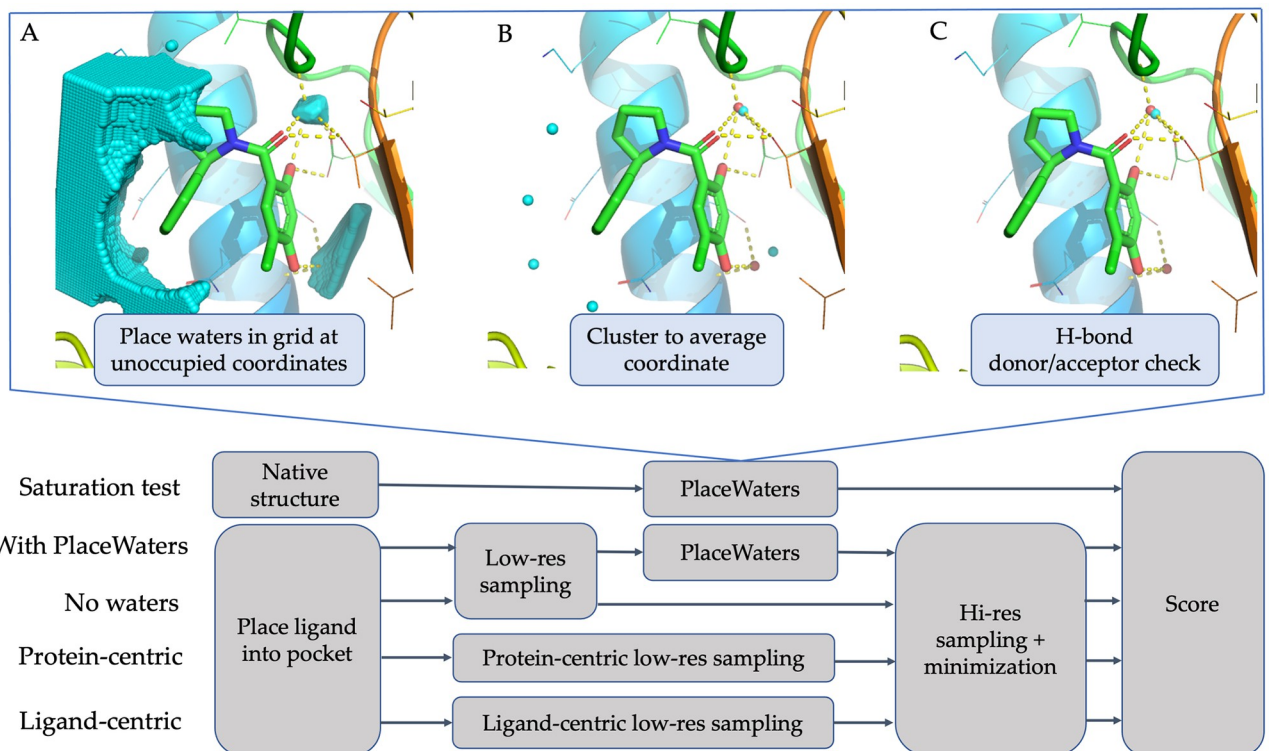 A
B
C
Place waters in grid at
unoccupied coordinates
Cluster to average
coordinate
H-bond
donor/acceptor check
Saturation test
Native
structure
PlaceWaters
With PlaceWaters
Low-res
sampling
PlaceWaters
No waters
Place ligand
into pocket
Hi-res
sampling +
minimization
Score
Protein-centric
Protein-centric low-res sampling
Ligand-centric
Ligand-centric low-res sampling